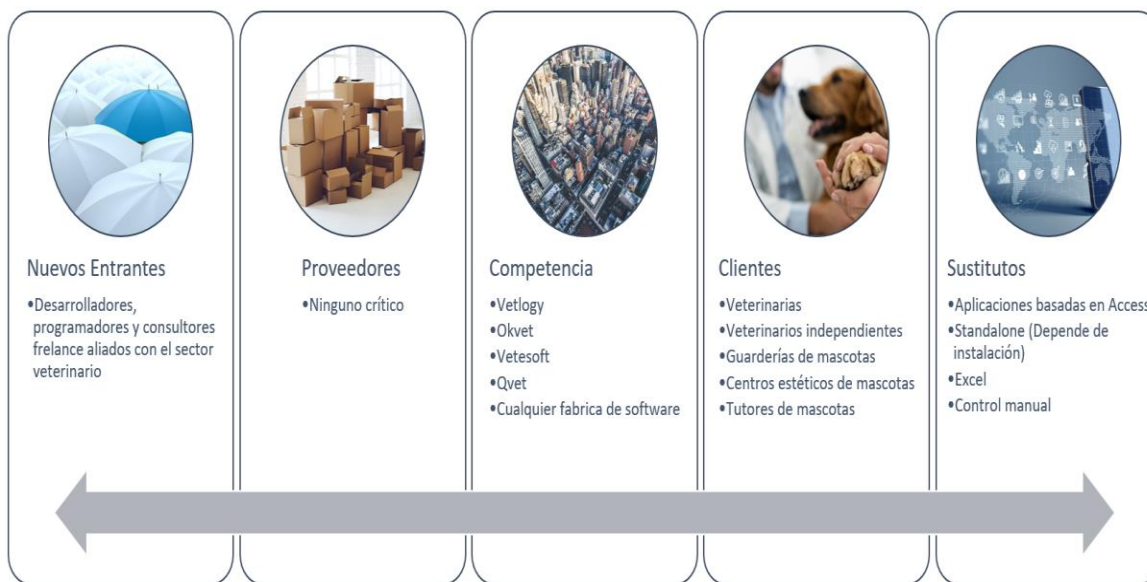 Nuevos Entrantes
•Desarrolladores,
programadores y consultores
frelance aliados con el sector
veterinario
Proveedores
•Ninguno crítico
Competencia
•Vetlogy
•Okvet
•Vetesoft
•Qvet
•Cualquier fabrica de software
Clientes
•Veterinarias
•Veterinarios independientes
•Guarderías de mascotas
•Centros estéticos de mascotas
•Tutores de mascotas
Sustitutos
•Aplicaciones basadas en Access
•Standalone (Depende de
instalación)
•Excel
•Control manual